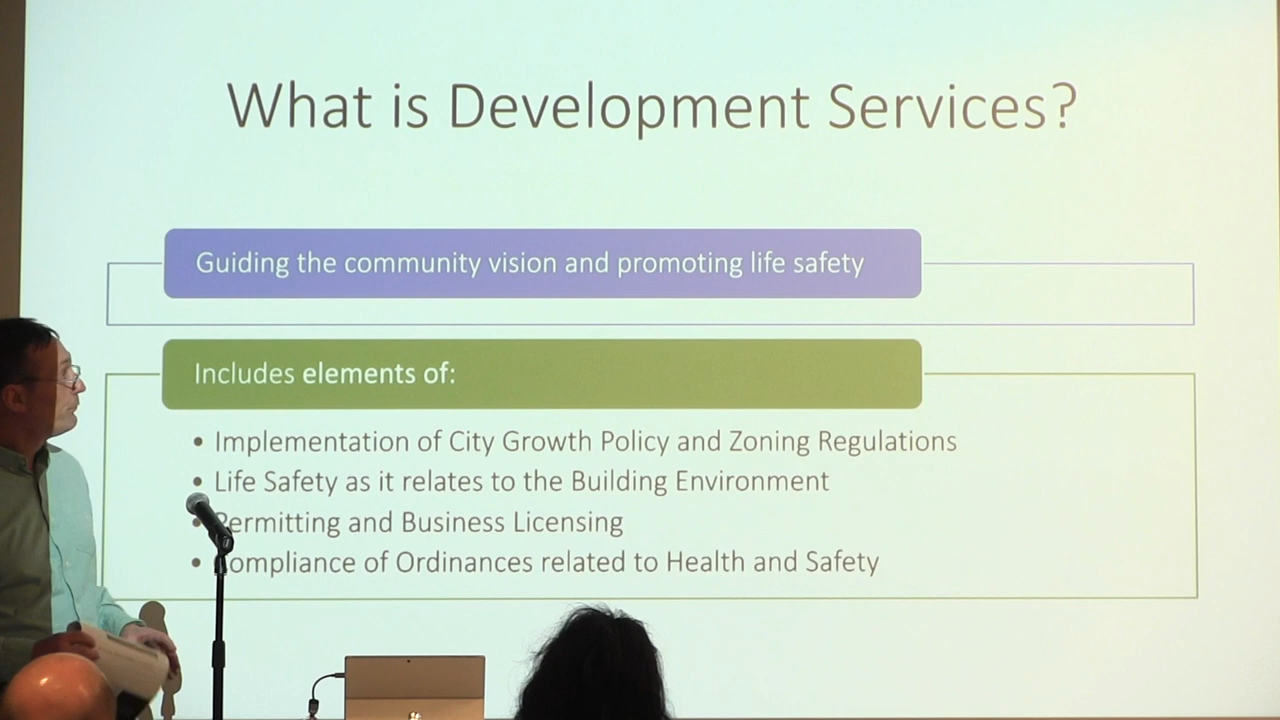 What is Development Services?
Guiding the community vision and promoting life safety
Includes elements of:
• Implementation of City Growth Policy and Zoning Regulations
• Life Safety as it relates to the Building Environment
• Permitting and Business Licensing
• Compliance of Ordinances related to Health and Safety